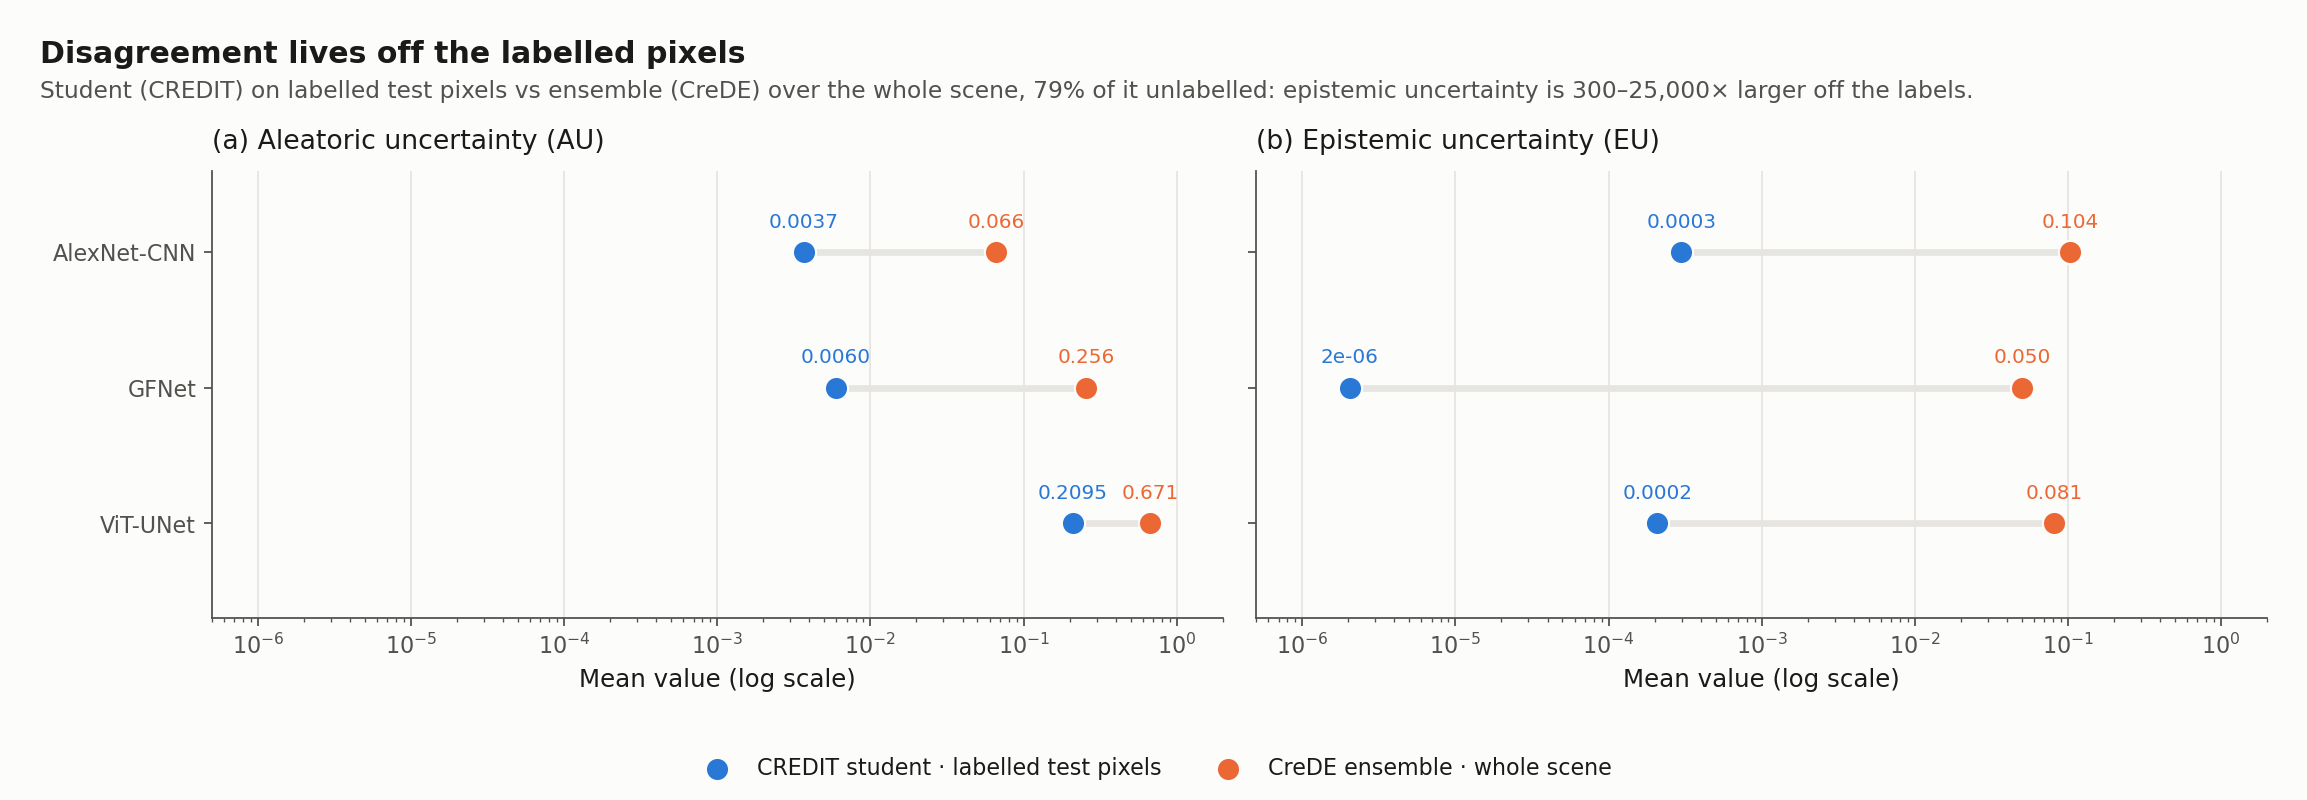 Disagreement lives off the labelled pixels
Student (CREDIT) on labelled test pixels vs ensemble (CreDE) over the whole scene, 79% of it unlabelled: epistemic uncertainty is 300–25,000× larger off the labels.
(a) Aleatoric uncertainty (AU)
(b) Epistemic uncertainty (EU)
AlexNet-CNN
0.0037
0.066
0.0003
0.104
GFNet
0.0060
0.256
2e-06
0.050
ViT-UNet
0.2095
0.671
0.0002
0.081
10⁻⁶ 10⁻⁵ 10⁻⁴ 10⁻³ 10⁻² 10⁻¹ 10⁰
10⁻⁶ 10⁻⁵ 10⁻⁴ 10⁻³ 10⁻² 10⁻¹ 10⁰
Mean value (log scale)
Mean value (log scale)
CREDIT student · labelled test pixels
CreDE ensemble · whole scene